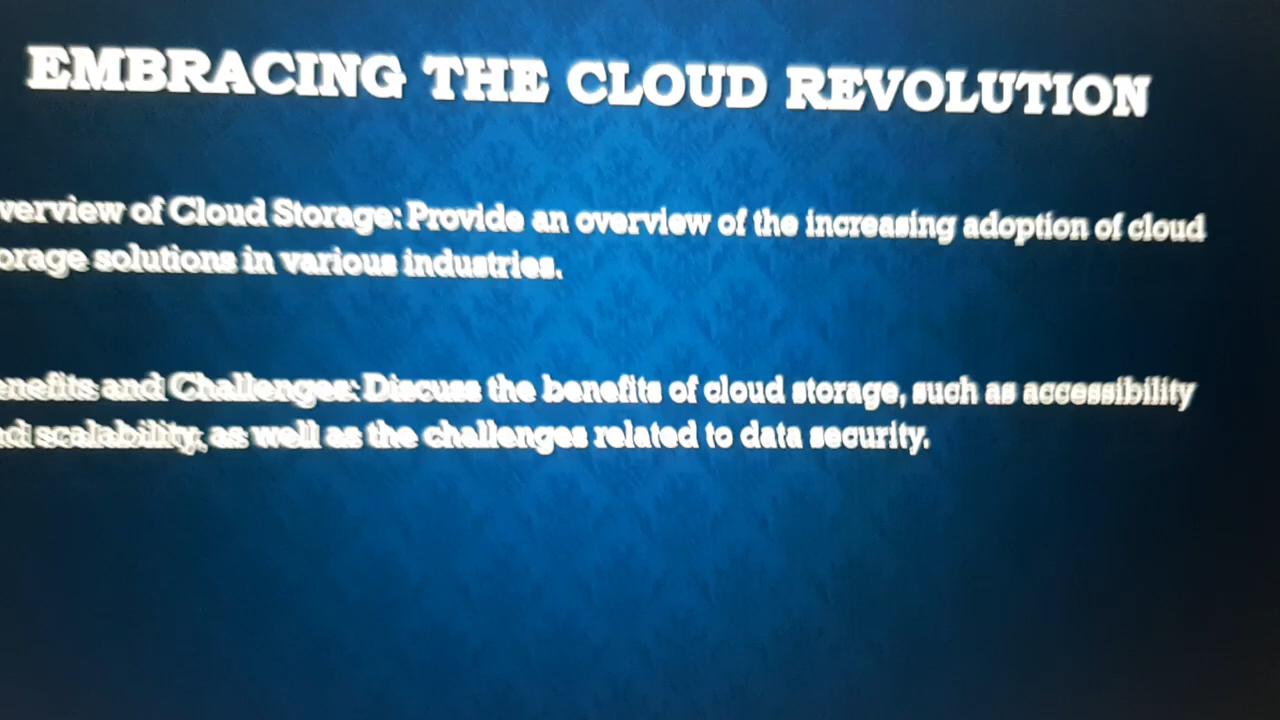 EMBRACING THE CLOUD REVOLUTION
verview of Cloud Storage: Provide an overview of the increasing adoption of cloud
orage solutions in various industries.
enefits and Challenges: Discuss the benefits of cloud storage, such as accessibility
nd scalability, as well as the challenges related to data security.